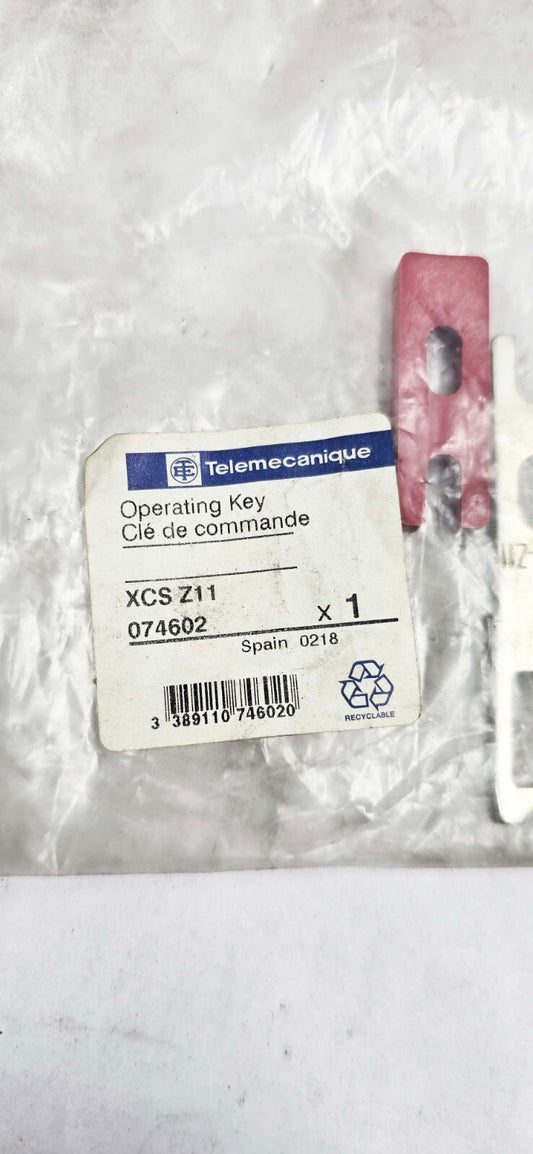 Telemecanique
Operating Key
Clé de commande
XCS Z11
074602 x 1
Spain 0218
3 389110 746020
RECYCLABLE